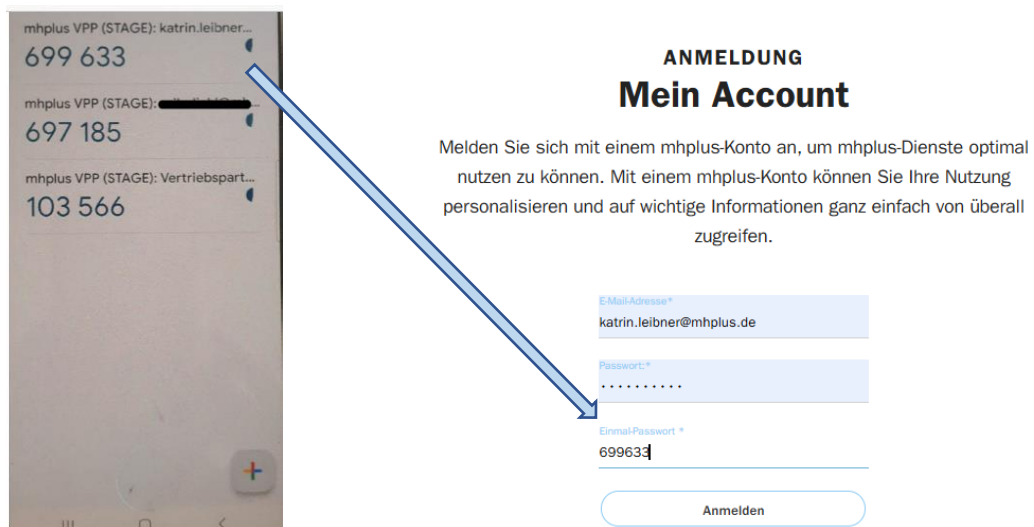 mhplus VPP (STAGE): katrin.leibner...
699 633
mhplus VPP (STAGE):
697 185
mhplus VPP (STAGE): Vertriebspart...
103 566
ANMELDUNG
Mein Account
Melden Sie sich mit einem mhplus-Konto an, um mhplus-Dienste optimal
nutzen zu können. Mit einem mhplus-Konto können Sie Ihre Nutzung
personalisieren und auf wichtige Informationen ganz einfach von überall
zugreifen.
E-Mail-Adresse*
katrin.leibner@mhplus.de
Passwort:*
..........
Einmal-Passwort *
699633
Anmelden